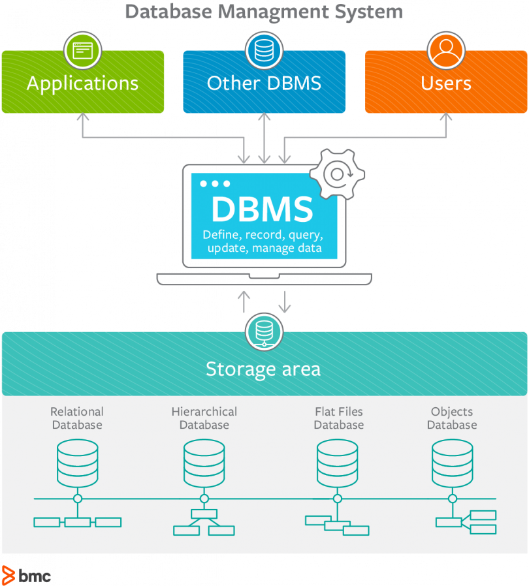 Database Managment System
Applications
Other DBMS
Users
DBMS
Define, record, query,
update, manage data
Storage area
Relational
Database
Hierarchical
Database
Flat Files
Database
Objects
Database
bmc